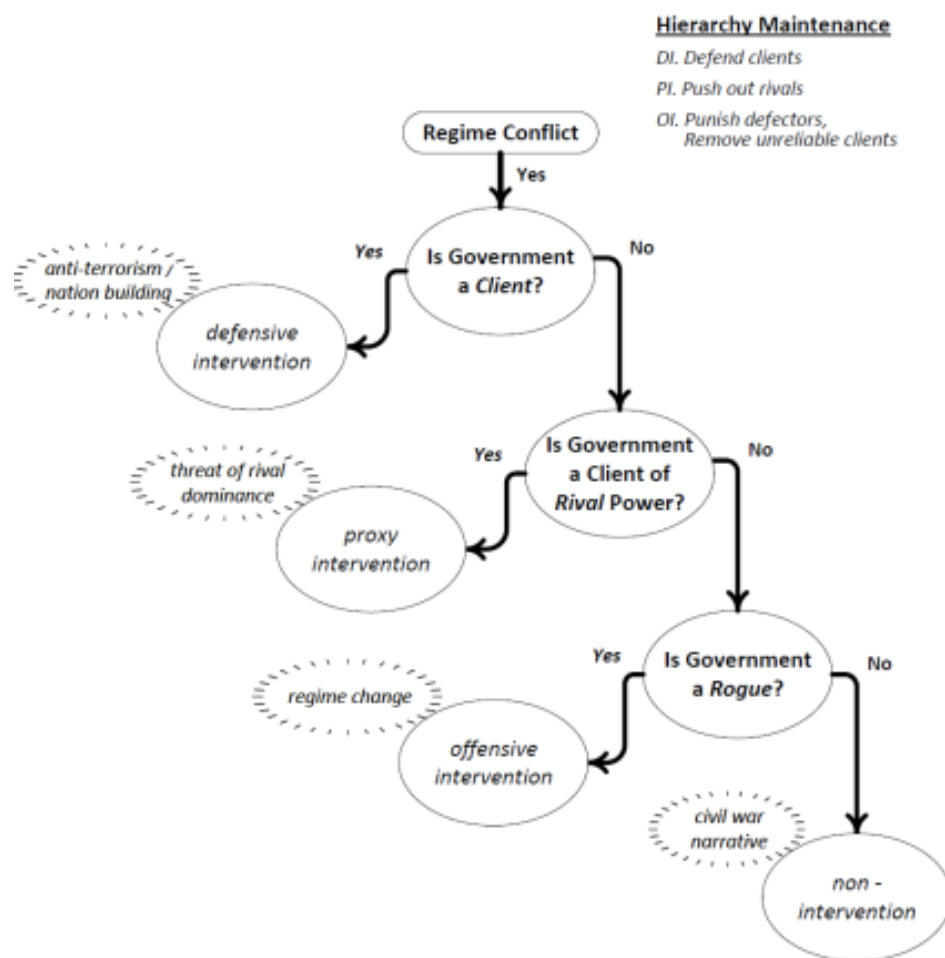 Hierarchy Maintenance
DI. Defend clients
PI. Push out rivals
OI. Punish defectors,
Remove unreliable clients
Regime Conflict
Yes
Is Government
a Client?
Yes
No
anti-terrorism /
nation building
defensive
intervention
Is Government
a Client of
Rival Power?
Yes
No
threat of rival
dominance
proxy
intervention
Is Government
a Rogue?
Yes
No
regime change
offensive
intervention
civil war
narrative
non -
intervention